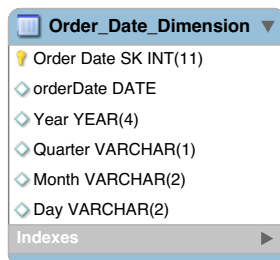 Order_Date_Dimension
Order Date SK INT(11)
orderDate DATE
Year YEAR(4)
Quarter VARCHAR(1)
Month VARCHAR(2)
Day VARCHAR(2)
Indexes